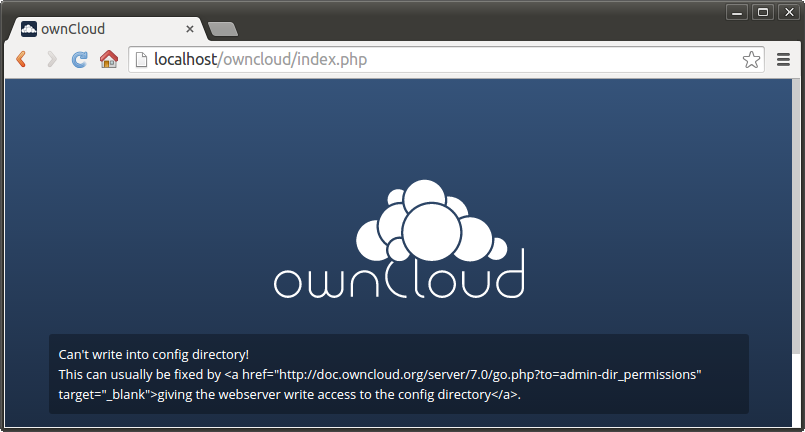 ownCloud
localhost/owncloud/index.php
ownCloud
Can't write into config directory!
This can usually be fixed by <a href="http://doc.owncloud.org/server/7.0/go.php?to=admin-dir_permissions"
target="_blank">giving the webserver write access to the config directory</a>.